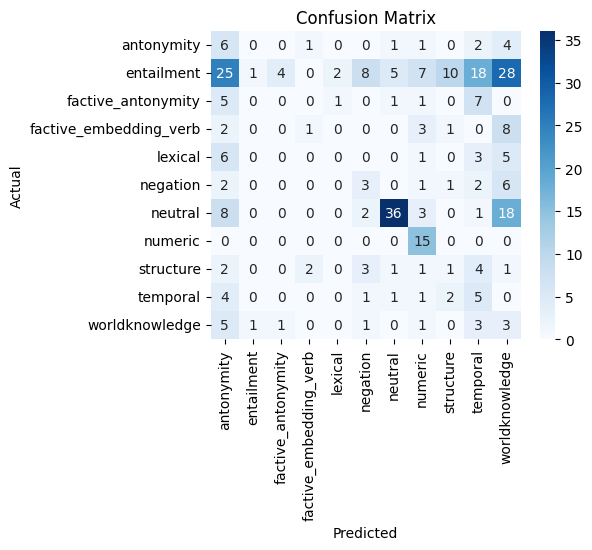 Confusion Matrix
antonymity 6 0 0 1 0 0 1 1 0 2 4
entailment 25 1 4 0 2 8 5 7 10 18 28
factive_antonymity 5 0 0 0 1 0 1 1 0 7 0
factive_embedding_verb 2 0 0 1 0 0 0 3 1 0 8
lexical 6 0 0 0 0 0 0 1 0 3 5
negation 2 0 0 0 0 3 0 1 1 2 6
neutral 8 0 0 0 0 2 36 3 0 1 18
numeric 0 0 0 0 0 0 0 15 0 0 0
structure 2 0 0 2 0 3 1 1 1 4 1
temporal 4 0 0 0 0 1 1 1 2 5 0
worldknowledge 5 1 1 0 0 1 0 1 0 3 3
antonymity
entailment
factive_antonymity
factive_embedding_verb
lexical
negation
neutral
numeric
structure
temporal
worldknowledge
Predicted
Actual
35
30
25
20
15
10
5
0